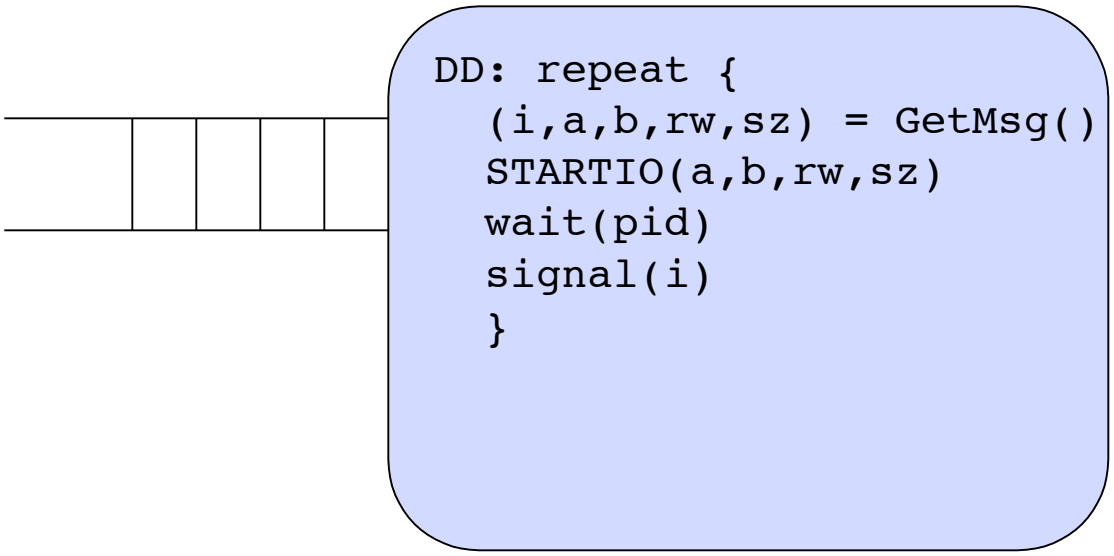 DD: repeat {
(i,a,b,rw,sz) = GetMsg()
STARTIO(a,b,rw,sz)
wait(pid)
signal(i)
}